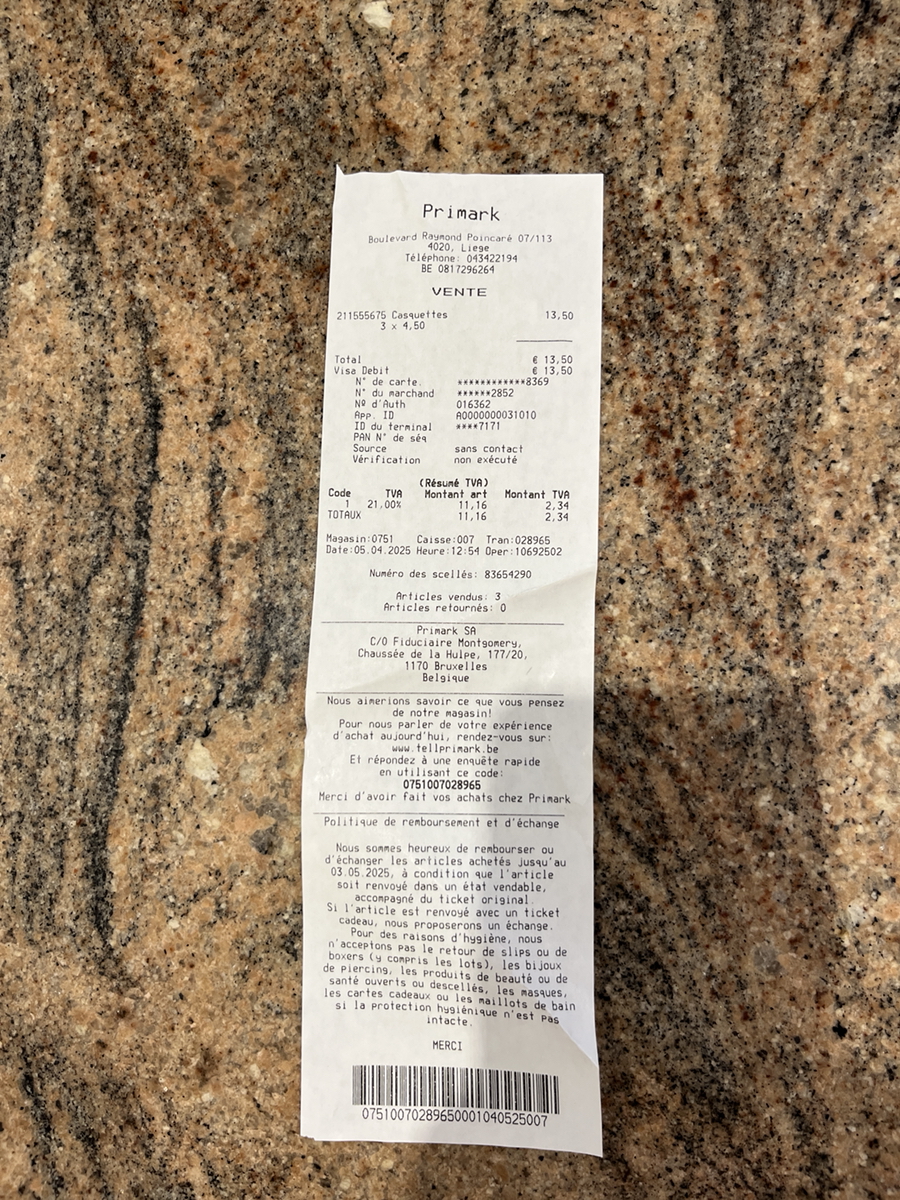 Primark
Boulevard Raymond Poincaré 07/113
4020, Liege
Téléphone: 043422194
BE 0817296264
VENTE
211555675 Casquettes 13,50
3 x 4,50
Total € 13,50
Visa Debit € 13,50
N° de carte. ************8369
N° du marchand ******2852
Nº d'Auth 016362
App. ID A0000000031010
ID du terminal ****7171
PAN N° de séq
Source sans contact
Vérification non exécuté
(Résumé TVA)
Code TVA Montant art Montant TVA
1 21,00% 11,16 2,34
TOTAUX 11,16 2,34
Magasin:0751 Caisse:007 Tran:028965
Date:05.04.2025 Heure:12:54 Oper:10692502
Numéro des scellés: 83654290
Articles vendus: 3
Articles retournés: 0
Primark SA
C/O Fiduciaire Montgomery,
Chaussée de la Hulpe, 177/20,
1170 Bruxelles
Belgique
Nous aimerions savoir ce que vous pensez
de notre magasin!
Pour nous parler de votre expérience
d'achat aujourd'hui, rendez-vous sur:
www.tellprimark.be
Et répondez à une enquête rapide
en utilisant ce code:
0751007028965
Merci d'avoir fait vos achats chez Primark
Politique de remboursement et d'échange
Nous sommes heureux de rembourser ou
d'échanger les articles achetés jusqu'au
03.05.2025, à condition que l'article
soit renvoyé dans un état vendable,
accompagné du ticket original.
Si l'article est renvoyé avec un ticket
cadeau, nous proposerons un échange.
Pour des raisons d'hygiène, nous
n'acceptons pas le retour de slips ou de
boxers (y compris les lots), les bijoux
de piercing, les produits de beauté ou de
santé ouverts ou descellés, les masques,
les cartes cadeaux ou les maillots de bain
si la protection hygiénique n'est pas
intacte.
MERCI
07510070289650001040525007